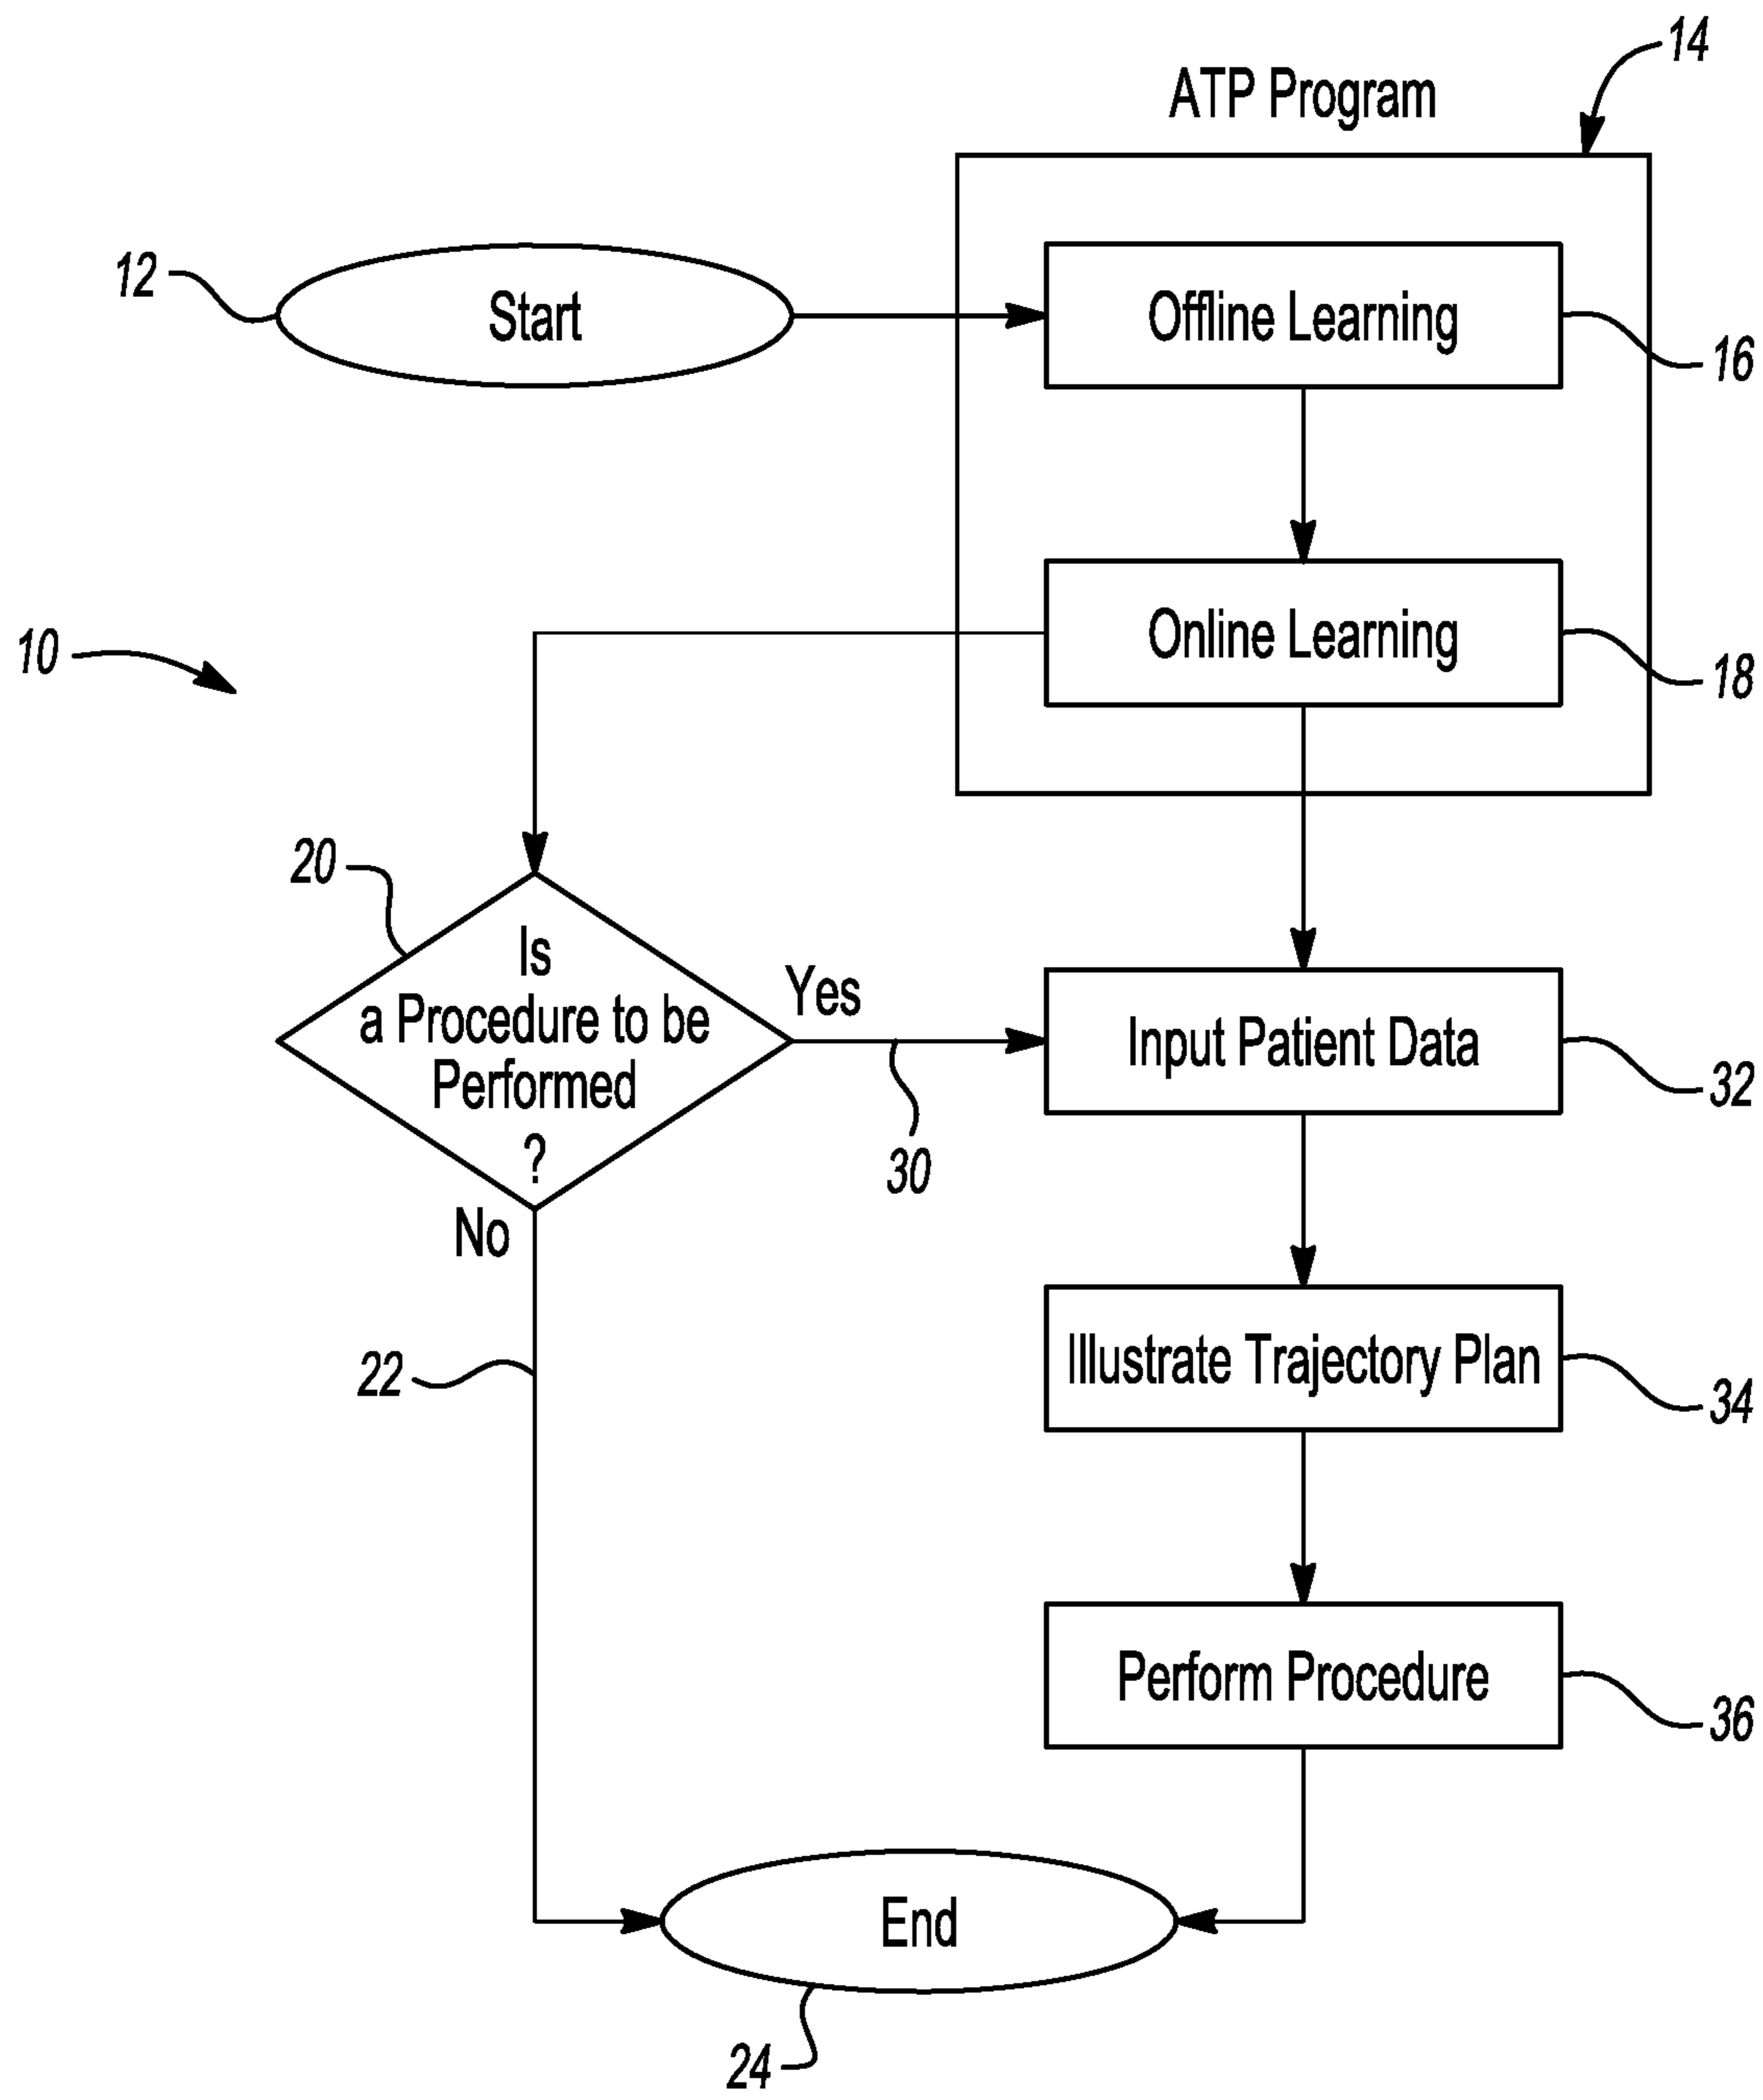 14
ATP Program
12
Start
Offline Learning
16
10
Online Learning
18
20
Is
a Procedure to be
Performed
?
Yes
30
Input Patient Data
32
No
22
Illustrate Trajectory Plan
34
Perform Procedure
36
End
24